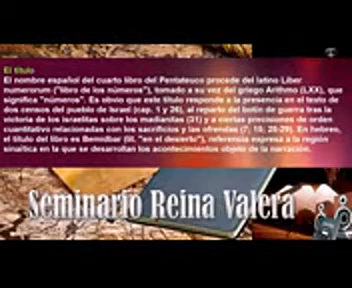 El título
El nombre español del cuarto libro del Pentateuco procede del latino Liber
numerorum ("libro de los números"), tomado a su vez del griego Arithmo (LXX), que
significa "números". Es obvio que este título responde a la presencia en el texto de
dos censos del pueblo de Israel (cap. 1 y 26), al reparto del botín de guerra tras la
victoria de los israelitas sobre los madianitas (31) y a ciertas precisiones de orden
cuantitativo relacionadas con los sacrificios y las ofrendas (7; 15; 28-29). En hebreo,
el título del libro es Bemidbar (lit. "en el desierto"), referencia expresa a la región
sinaítica en la que se desarrollan los acontecimientos objeto de la narración.
Seminario Reina Valera